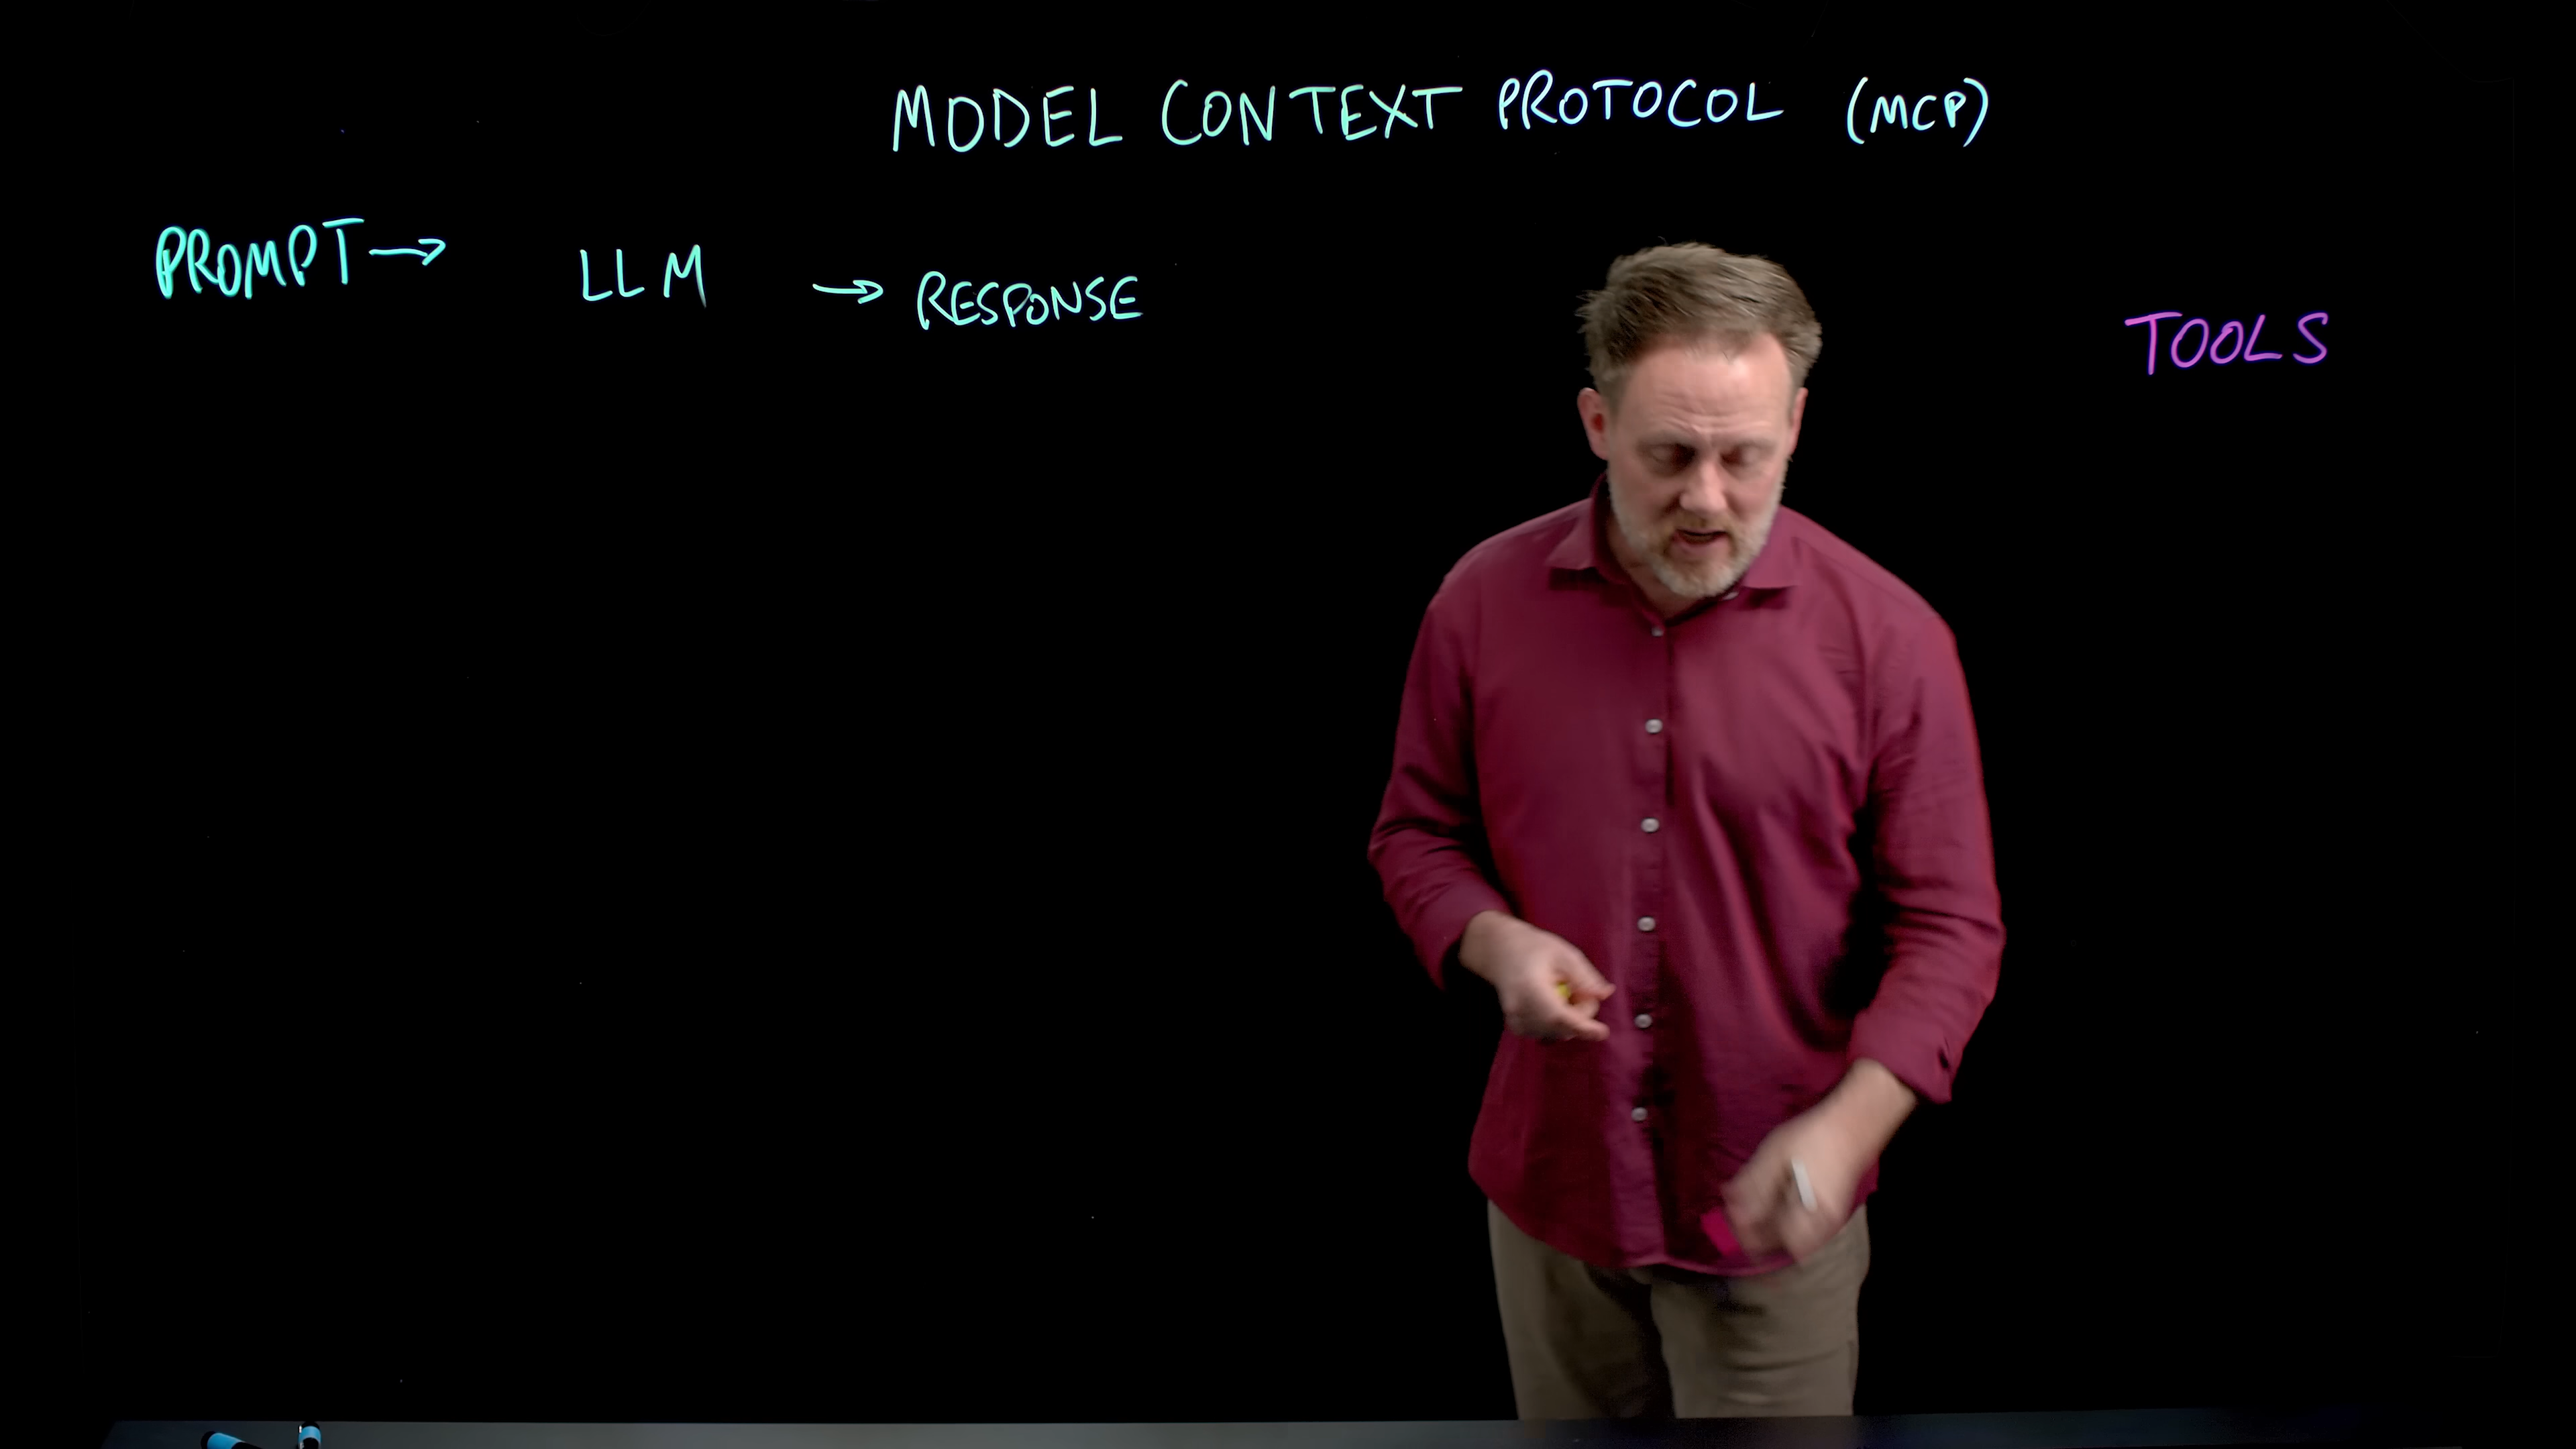 MODEL CONTEXT PROTOCOL (MCP)
PROMPT → LLM → RESPONSE
TOOLS